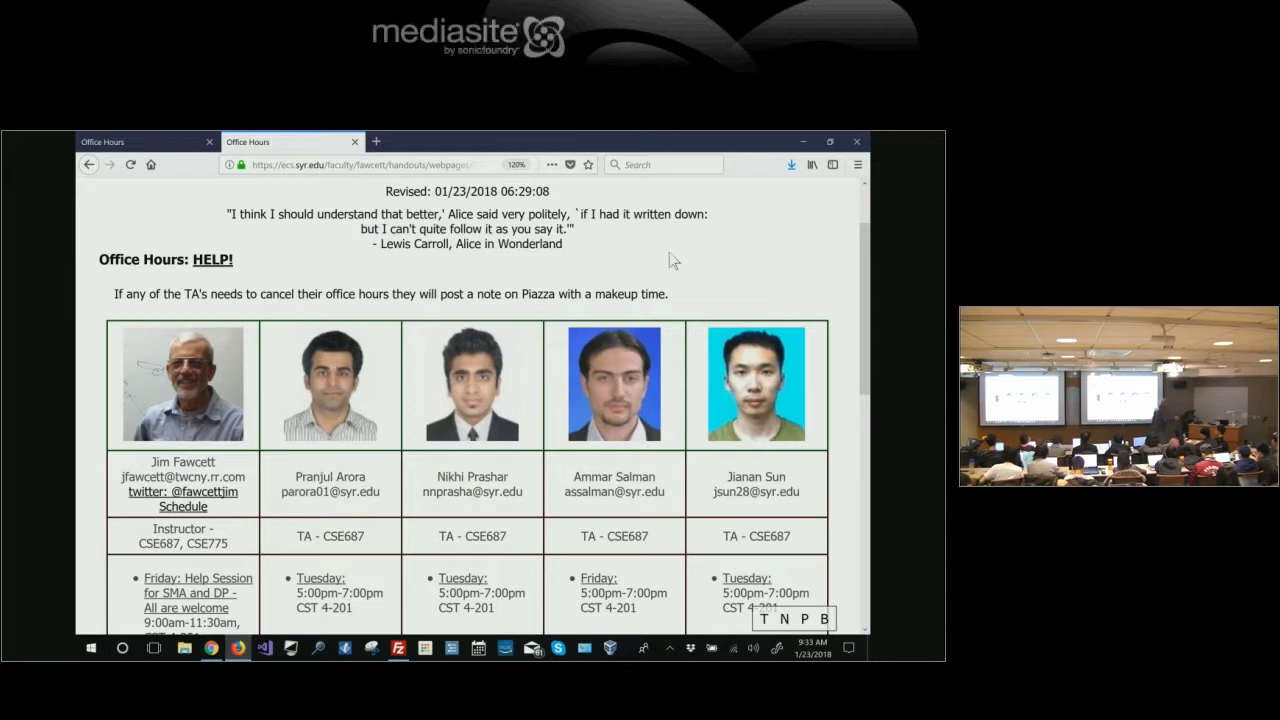 mediasite
by sonicfoundry
Office Hours
Office Hours
https://ecs.syr.edu/faculty/fawcett/handouts/webpages
120%
Search
Revised: 01/23/2018 06:29:08
"I think I should understand that better,' Alice said very politely, `if I had it written down:
but I can't quite follow it as you say it.'"
- Lewis Carroll, Alice in Wonderland
Office Hours: HELP!
If any of the TA's needs to cancel their office hours they will post a note on Piazza with a makeup time.
Jim Fawcett
jfawcett@twcny.rr.com
twitter: @fawcettjim
Schedule
Pranjul Arora
parora01@syr.edu
Nikhi Prashar
nnprasha@syr.edu
Ammar Salman
assalman@syr.edu
Jianan Sun
jsun28@syr.edu
Instructor -
CSE687, CSE775
TA - CSE687
TA - CSE687
TA - CSE687
TA - CSE687
• Friday: Help Session
for SMA and DP -
All are welcome
9:00am-11:30am,
CST 4-201
• Tuesday:
5:00pm-7:00pm
CST 4-201
• Tuesday:
5:00pm-7:00pm
CST 4-201
• Friday:
5:00pm-7:00pm
CST 4-201
• Tuesday:
5:00pm-7:00pm
CST 4-201
T N P B
9:33 AM
1/23/2018